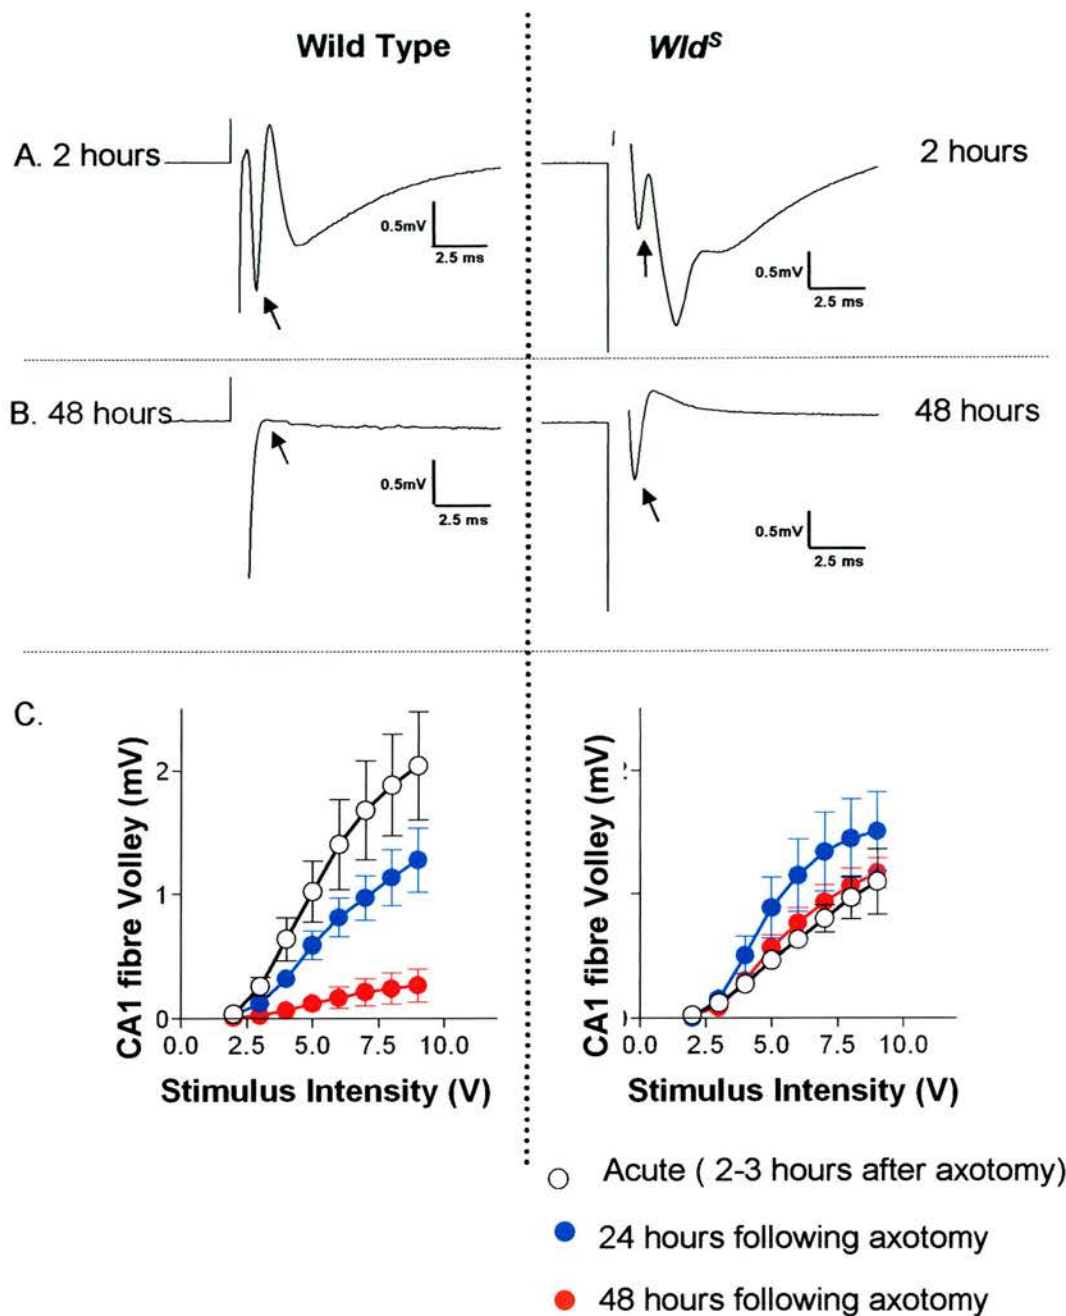 Wild Type
Wld^S
A. 2 hours
2 hours
0.5mV
2.5 ms
0.5mV
2.5 ms
B. 48 hours
48 hours
0.5mV
2.5 ms
0.5mV
2.5 ms
C.
CA1 fibre Volley (mV)
2
1
0
0.0 2.5 5.0 7.5 10.0
Stimulus Intensity (V)
CA1 fibre Volley (mV)
0.0 2.5 5.0 7.5 10.0
Stimulus Intensity (V)
Acute ( 2-3 hours after axotomy)
24 hours following axotomy
48 hours following axotomy